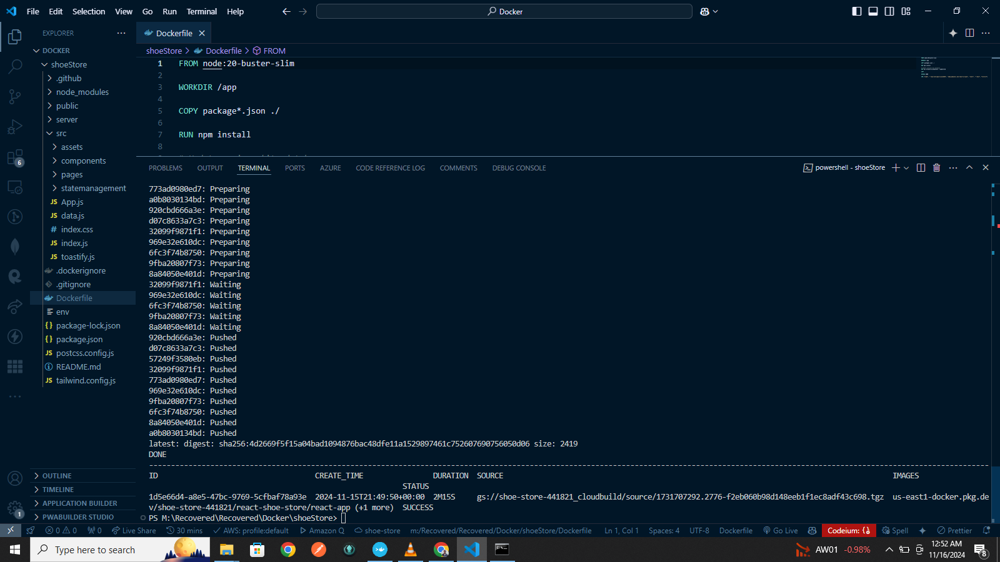 File Edit Selection View Go Run Terminal Help
Docker
EXPLORER
DOCKER
shoeStore
.github
node_modules
public
server
src
assets
components
pages
statemanagement
JS App.js
JS data.js
# index.css
JS index.js
JS toastify.js
.dockerignore
.gitignore
Dockerfile
env
{} package-lock.json
{} package.json
JS postcss.config.js
README.md
JS tailwind.config.js
OUTLINE
TIMELINE
APPLICATION BUILDER
PWABUILDER STUDIO
6
1
Dockerfile
shoeStore > Dockerfile > FROM
1 FROM node:20-buster-slim
2
3 WORKDIR /app
4
5 COPY package*.json ./
6
7 RUN npm install
8
PROBLEMS OUTPUT TERMINAL PORTS AZURE CODE REFERENCE LOG COMMENTS DEBUG CONSOLE
powershell - shoeStore
773ad0980ed7: Preparing
a0b8030134bd: Preparing
920cbd666a3e: Preparing
d07c8633a7c3: Preparing
32099f9871f1: Preparing
969e32e610dc: Preparing
6fc3f74b8750: Preparing
9fba20807f73: Preparing
8a84050e401d: Preparing
32099f9871f1: Waiting
969e32e610dc: Waiting
6fc3f74b8750: Waiting
9fba20807f73: Waiting
8a84050e401d: Waiting
920cbd666a3e: Pushed
d07c8633a7c3: Pushed
57249f3580eb: Pushed
32099f9871f1: Pushed
773ad0980ed7: Pushed
969e32e610dc: Pushed
9fba20807f73: Pushed
6fc3f74b8750: Pushed
8a84050e401d: Pushed
a0b8030134bd: Pushed
latest: digest: sha256:4d2669f5f15a04bad1094876bac48dfe11a1529897461c752607690756050d06 size: 2419
DONE
ID CREATE_TIME DURATION SOURCE IMAGES
STATUS
1d5e66d4-a8e5-47bc-9769-5cfbaf78a93e 2024-11-15T21:49:50+00:00 2M15S gs://shoe-store-441821_cloudbuild/source/1731707292.2776-f2eb060b98d148eeb1f1ec8adf43c698.tgz us-east1-docker.pkg.de
v/shoe-store-441821/react-shoe-store/react-app (+1 more) SUCCESS
PS M:\Recovered\Recovered\Docker\shoeStore>
0 0 0 Live Share 30 mins AWS: profile:default Amazon Q shoe-store m:/Recovered/Recovered/Docker/shoeStore/Dockerfile Ln 1, Col 1 Spaces: 4 UTF-8 Dockerfile Go Live Codeium: {} Spell Prettier
Type here to search
AW01 -0.98%
12:52 AM
11/16/2024
8